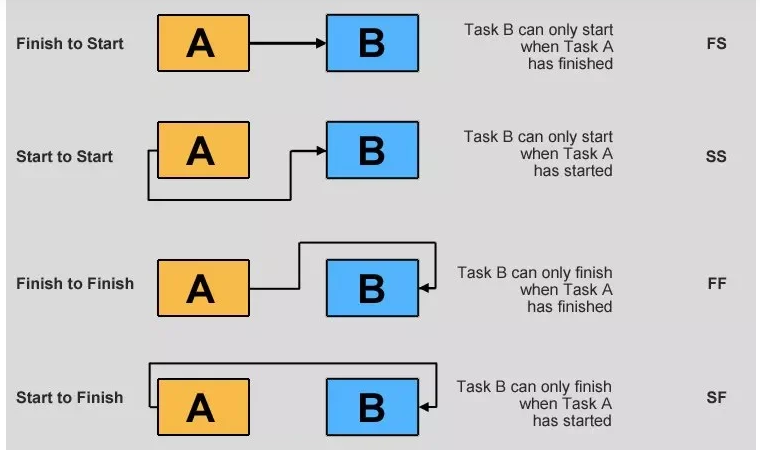 Finish to Start
A
B
Task B can only start
when Task A
has finished
FS
Start to Start
A
B
Task B can only start
when Task A
has started
SS
Finish to Finish
A
B
Task B can only finish
when Task A
has finished
FF
Start to Finish
A
B
Task B can only finish
when Task A
has started
SF